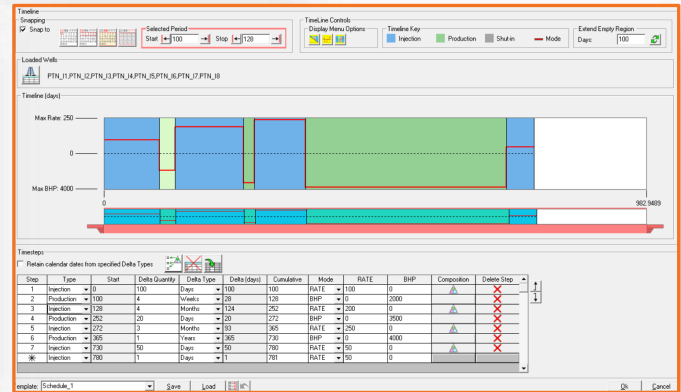 Timeline
Snapping
Snap to
Selected Period
Start 100 Stop 128
TimeLine Controls
Display Menu Options
Timeline Key
Injection Production Shut-in Mode
Extend Empty Region
Days: 100
Loaded Wells
PTN_I1,PTN_I2,PTN_I3,PTN_I4,PTN_I5,PTN_I6,PTN_I7,PTN_I8
Timeline (days)
Max Rate: 250
0
Max BHP: 4000
0 982.9489
Timesteps
Retain calendar dates from specified Delta Types
Step Type Start Delta Quantity Delta Type Delta (days) Cumulative Mode RATE BHP Composition Delete Step
1 Injection 0 100 Days 100 100 RATE 100 0
2 Production 100 4 Weeks 28 128 BHP 0 2000
3 Injection 128 4 Months 124 252 RATE 200 0
4 Production 252 20 Days 20 272 BHP 0 3500
5 Injection 272 3 Months 93 365 RATE 250 0
6 Production 365 1 Years 365 730 BHP 0 4000
7 Injection 730 50 Days 50 780 RATE 50 0
Injection 780 1 Days 1 781 RATE 50 0
emplate: Schedule_1 Save Load Ok Cancel